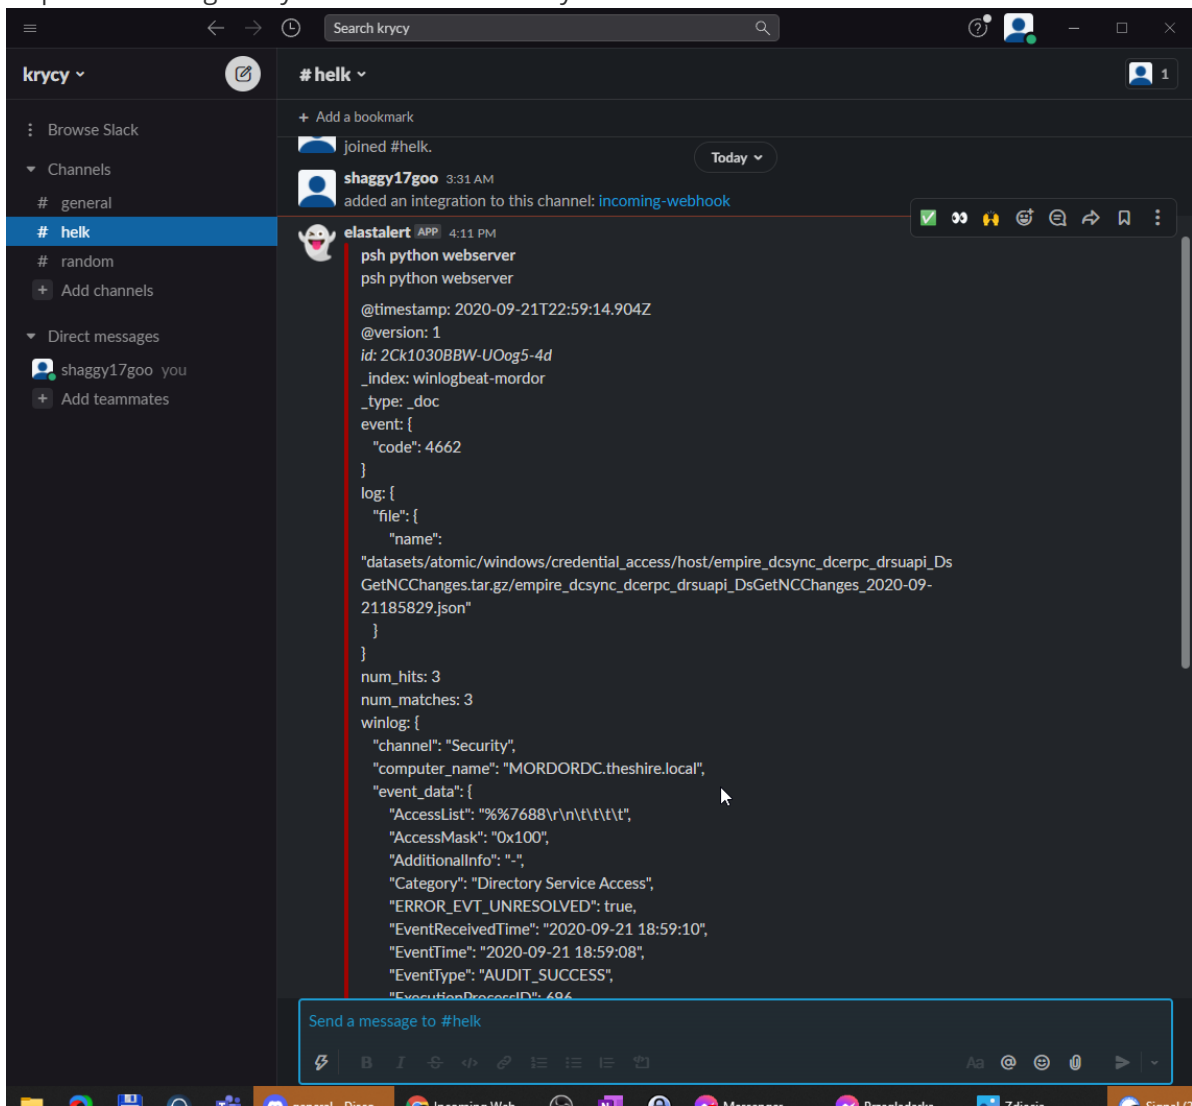 Search krycy
krycy
# helk
1
+ Add a bookmark
Browse Slack
joined #helk.
Today
Channels
shaggy17goo 3:31 AM
added an integration to this channel: incoming-webhook
# general
# helk
# random
+ Add channels
Direct messages
shaggy17goo you
+ Add teammates
elastalert APP 4:11 PM
psh python webserver
psh python webserver
@timestamp: 2020-09-21T22:59:14.904Z
@version: 1
id: 2Ck1030BBW-UOog5-4d
_index: winlogbeat-mordor
_type: _doc
event: {
"code": 4662
}
log: {
"file": {
"name":
"datasets/atomic/windows/credential_access/host/empire_dcsync_dcerpc_drsuapi_Ds
GetNCChanges.tar.gz/empire_dcsync_dcerpc_drsuapi_DsGetNCChanges_2020-09-
21185829.json"
}
}
num_hits: 3
num_matches: 3
winlog: {
"channel": "Security",
"computer_name": "MORDORDC.theshire.local",
"event_data": {
"AccessList": "%%7688\r\n\t\t\t\t",
"AccessMask": "0x100",
"AdditionalInfo": "-",
"Category": "Directory Service Access",
"ERROR_EVT_UNRESOLVED": true,
"EventReceivedTime": "2020-09-21 18:59:10",
"EventTime": "2020-09-21 18:59:08",
"EventType": "AUDIT_SUCCESS",
"ExecutionProcessID": 696
Send a message to #helk
B I S Aa @